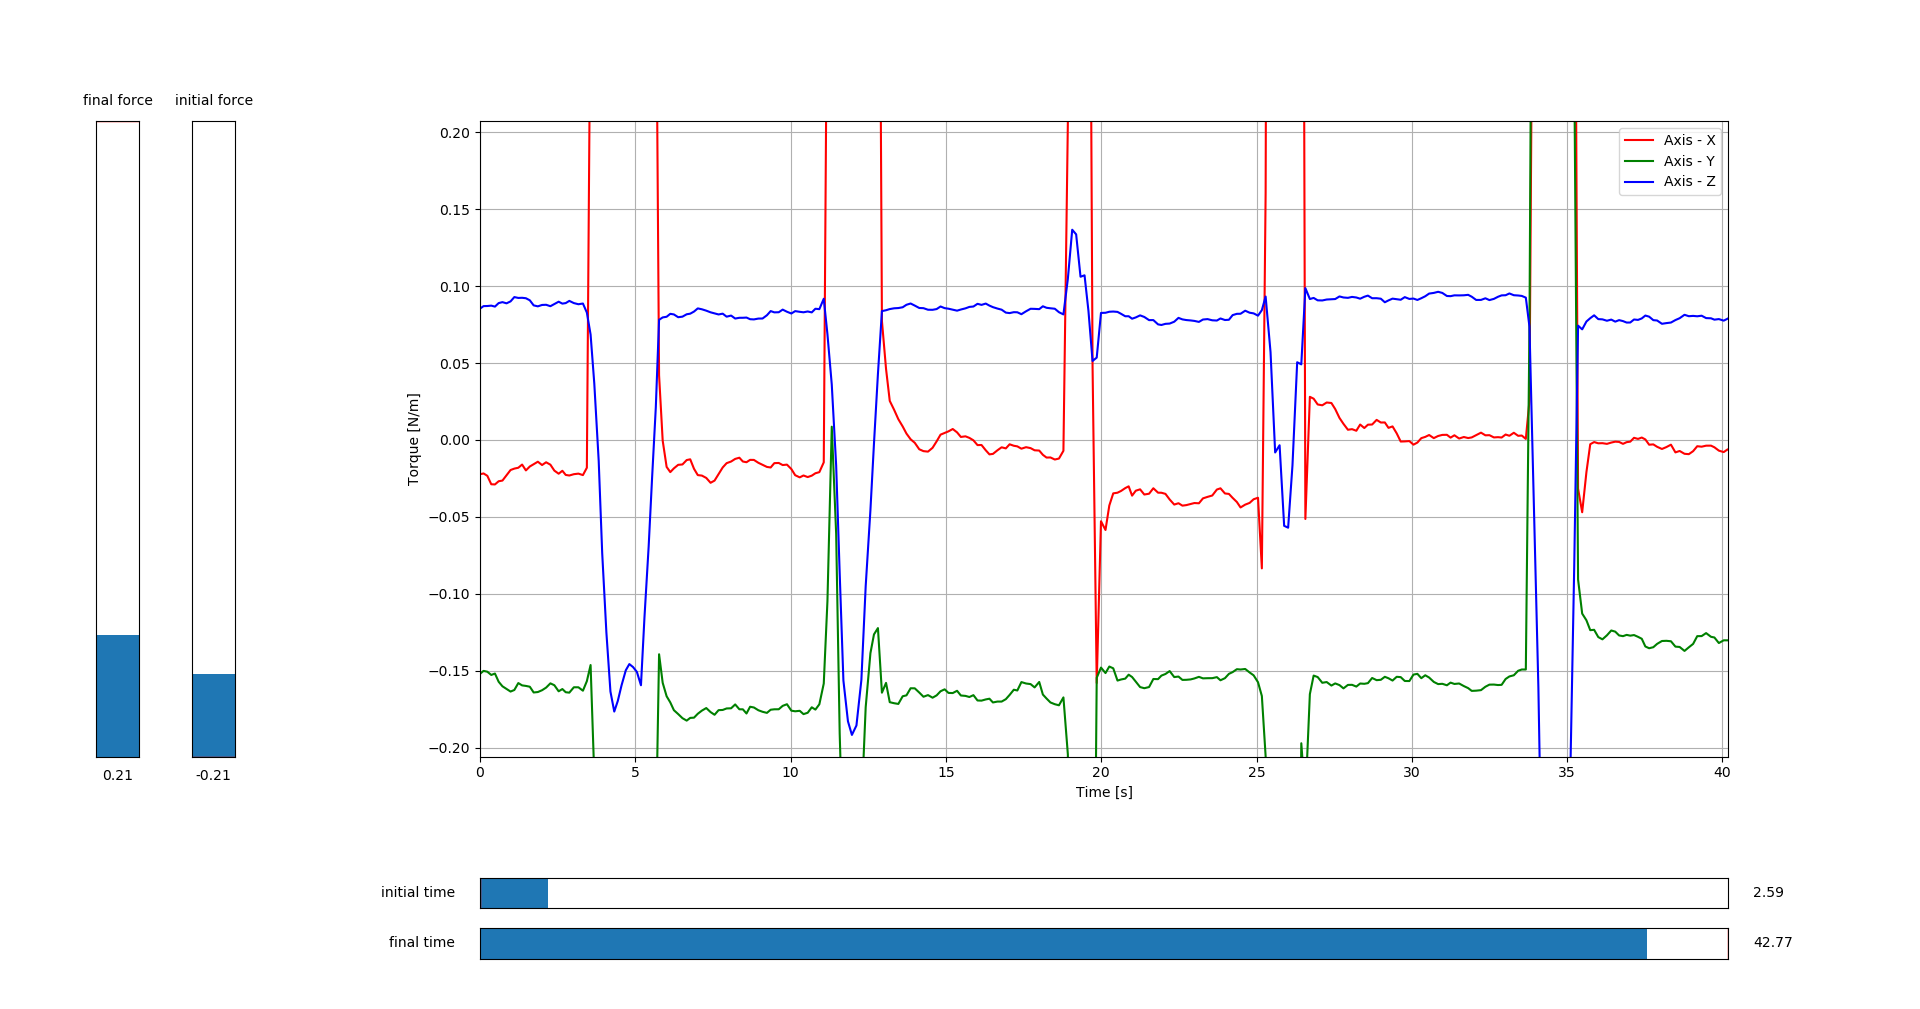 final force
initial force
0.21
-0.21
0.20
0.15
0.10
0.05
0.00
−0.05
−0.10
−0.15
−0.20
Torque [N/m]
Axis - X
Axis - Y
Axis - Z
0 5 10 15 20 25 30 35 40
Time [s]
initial time 2.59
final time 42.77